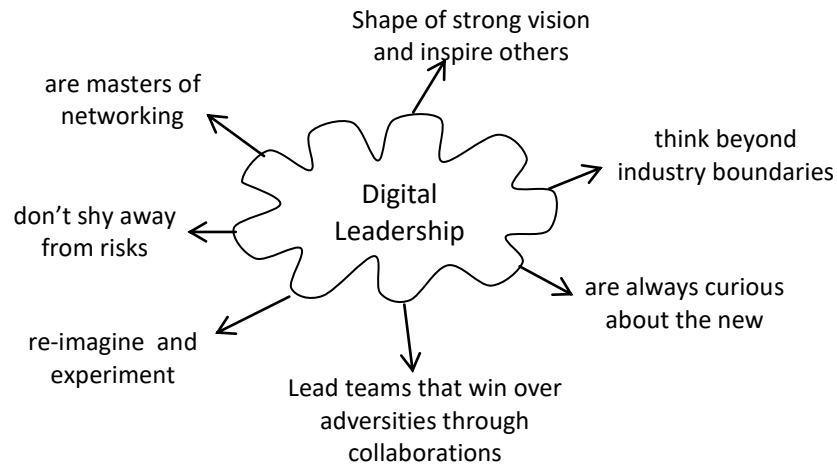 Shape of strong vision
and inspire others
are masters of
networking
think beyond
industry boundaries
Digital
Leadership
don’t shy away
from risks
are always curious
about the new
re-imagine and
experiment
Lead teams that win over
adversities through
collaborations